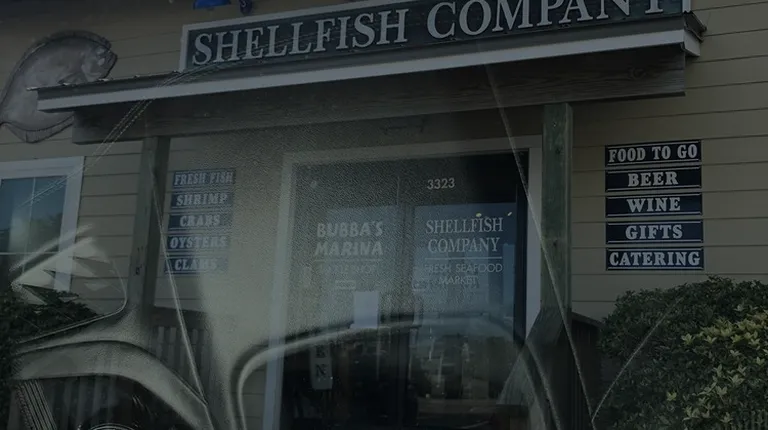 SHELLFISH COMPANY
FRESH FISH
SHRIMP
CRABS
OYSTERS
CLAMS
3323
BUBBA'S
MARINA
SHELLFISH
COMPANY
FRESH SEAFOOD
MARKET
FOOD TO GO
BEER
WINE
GIFTS
CATERING